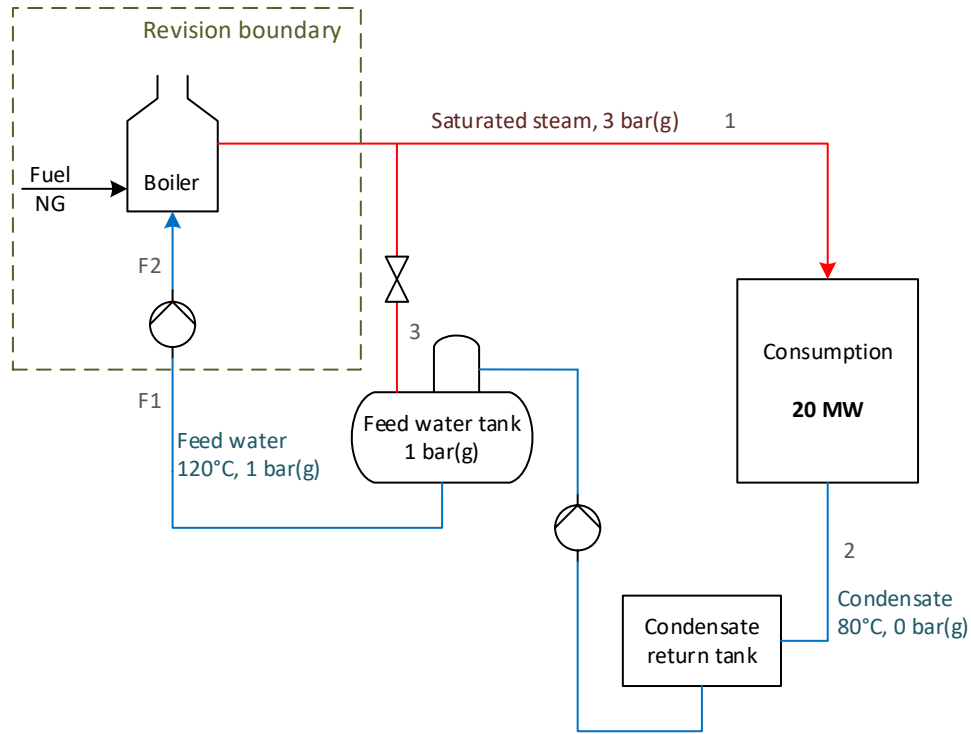 Revision boundary
Saturated steam, 3 bar(g)
1
Fuel
NG
Boiler
F2
3
Consumption
20 MW
F1
Feed water tank
1 bar(g)
Feed water
120°C, 1 bar(g)
2
Condensate
80°C, 0 bar(g)
Condensate
return tank